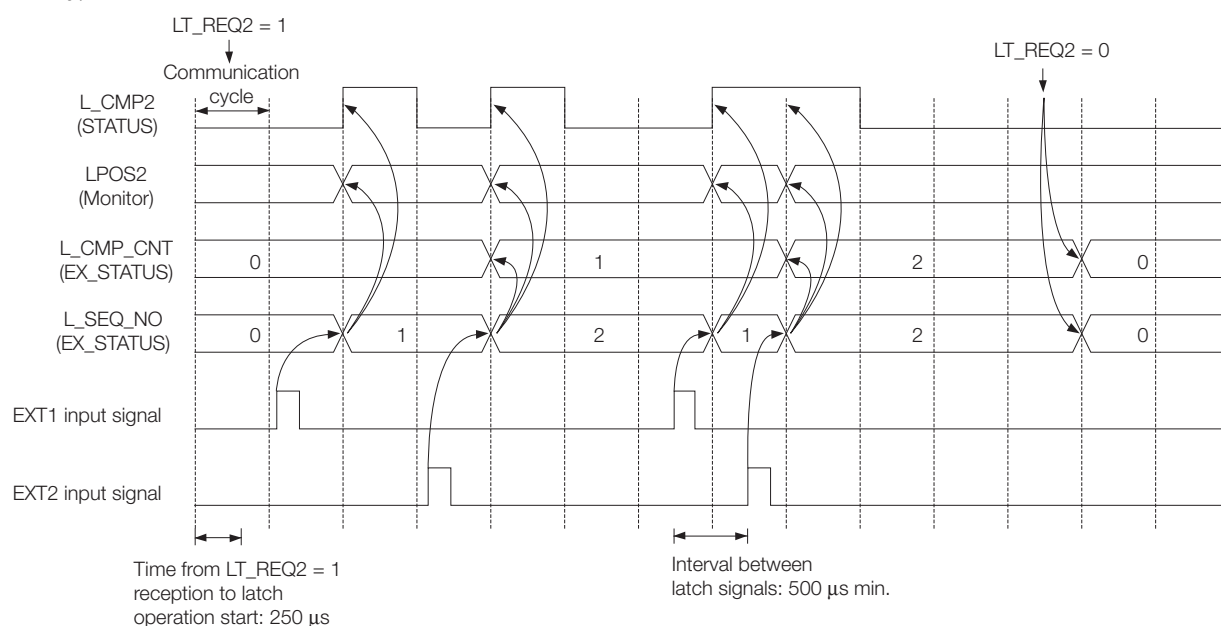 LT_REQ2 = 1
LT_REQ2 = 0
Communication
cycle
L_CMP2
(STATUS)
LPOS2
(Monitor)
L_CMP_CNT
(EX_STATUS)
0
1
2
0
L_SEQ_NO
(EX_STATUS)
0
1
2
1
2
0
EXT1 input signal
EXT2 input signal
Time from LT_REQ2 = 1
reception to latch
operation start: 250 μs
Interval between
latch signals: 500 μs min.